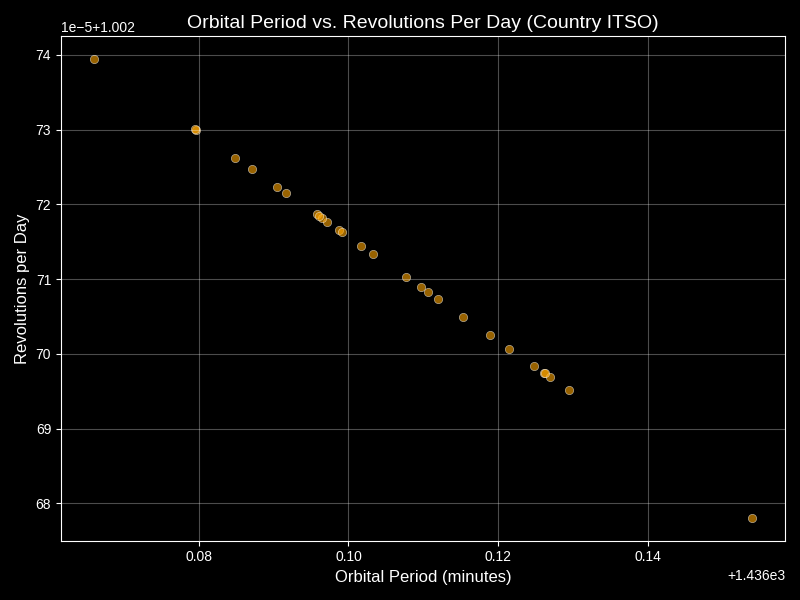 Orbital Period vs. Revolutions Per Day (Country ITSO)
1e−5+1.002
74
73
72
71
70
69
68
Revolutions per Day
0.08 0.10 0.12 0.14
Orbital Period (minutes)
+1.436e3